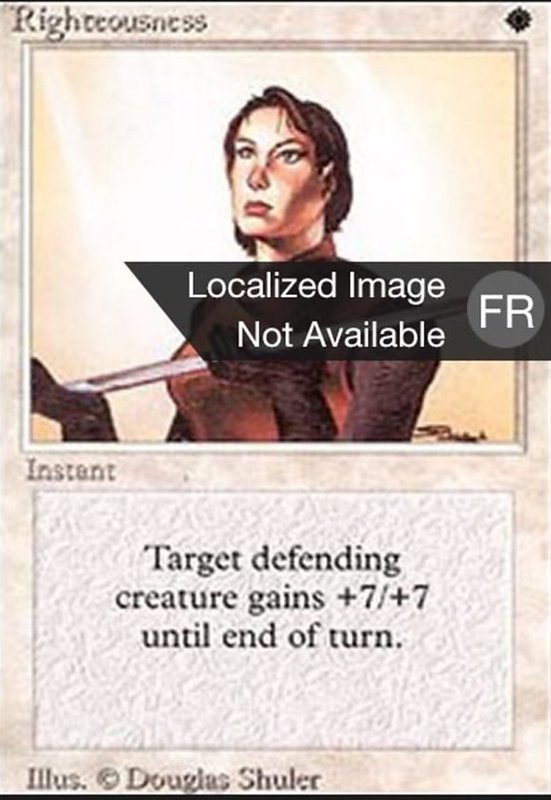 Righteousness
Localized Image
Not Available
FR
Instant
Target defending
creature gains +7/+7
until end of turn.
Illus. © Douglas Shuler